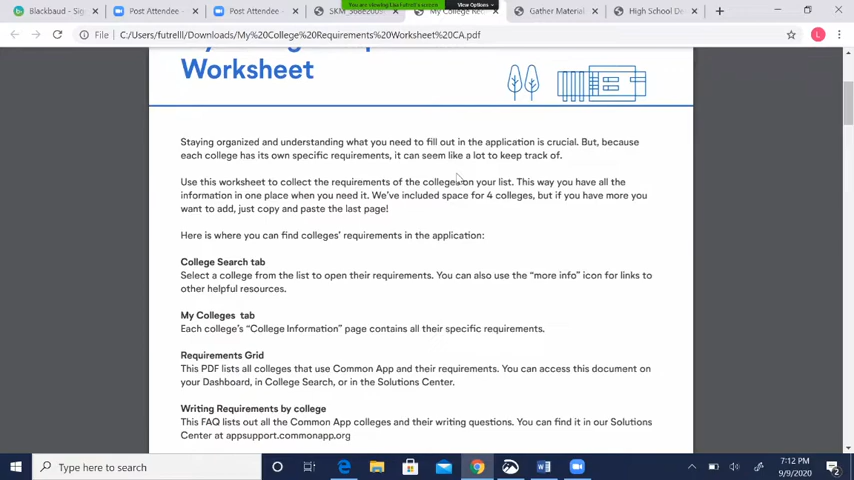 Blackbaud - Sig
Post Attendee -
Post Attendee -
My College Re
View Options
Gather Material
High School De
File C:/Users/futrelll/Downloads/My%20College%20Requirements%20Worksheet%20CA.pdf
L
Worksheet
Staying organized and understanding what you need to fill out in the application is crucial. But, because
each college has its own specific requirements, it can seem like a lot to keep track of.
Use this worksheet to collect the requirements of the colleges on your list. This way you have all the
information in one place when you need it. We've included space for 4 colleges, but if you have more you
want to add, just copy and paste the last page!
Here is where you can find colleges' requirements in the application:
College Search tab
Select a college from the list to open their requirements. You can also use the "more info" icon for links to
other helpful resources.
My Colleges tab
Each college's "College Information" page contains all their specific requirements.
Requirements Grid
This PDF lists all colleges that use Common App and their requirements. You can access this document on
your Dashboard, in College Search, or in the Solutions Center.
Writing Requirements by college
This FAQ lists out all the Common App colleges and their writing questions. You can find it in our Solutions
Center at appsupport.commonapp.org
Type here to search
7:12 PM
9/9/2020
2